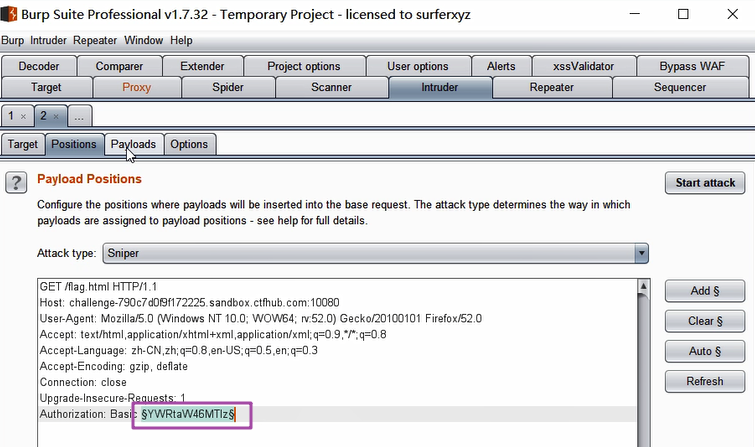 Burp Suite Professional v1.7.32 - Temporary Project - licensed to surferxyz
Burp Intruder Repeater Window Help
Decoder Comparer Extender Project options User options Alerts xssValidator Bypass WAF
Target Proxy Spider Scanner Intruder Repeater Sequencer
1 × 2 × ...
Target Positions Payloads Options
? Payload Positions Start attack
Configure the positions where payloads will be inserted into the base request. The attack type determines the way in which
payloads are assigned to payload positions - see help for full details.
Attack type: Sniper
GET /flag.html HTTP/1.1
Host: challenge-790c7d0f9f172225.sandbox.ctfhub.com:10080
User-Agent: Mozilla/5.0 (Windows NT 10.0; WOW64; rv:52.0) Gecko/20100101 Firefox/52.0
Accept: text/html,application/xhtml+xml,application/xml;q=0.9,*/*;q=0.8
Accept-Language: zh-CN,zh;q=0.8,en-US;q=0.5,en;q=0.3
Accept-Encoding: gzip, deflate
Connection: close
Upgrade-Insecure-Requests: 1
Authorization: Basic §YWRtaW46MTIz§
Add §
Clear §
Auto §
Refresh